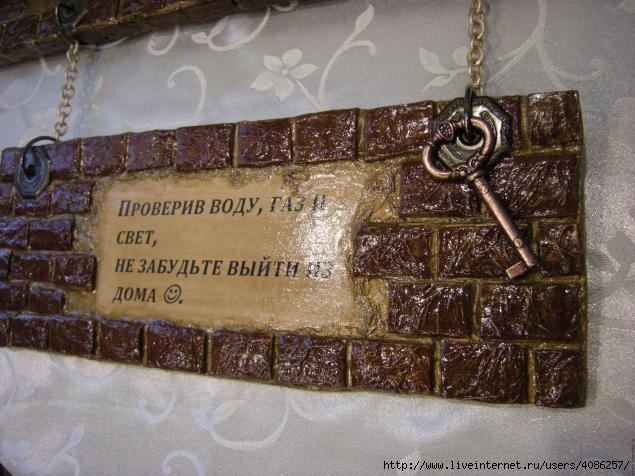 ПРОВЕРИВ ВОДУ, ГАЗ И
СВЕТ,
НЕ ЗАБУДЬТЕ ВЫЙТИ ИЗ
ДОМА ☺.
http://www.liveinternet.ru/users/4086257/